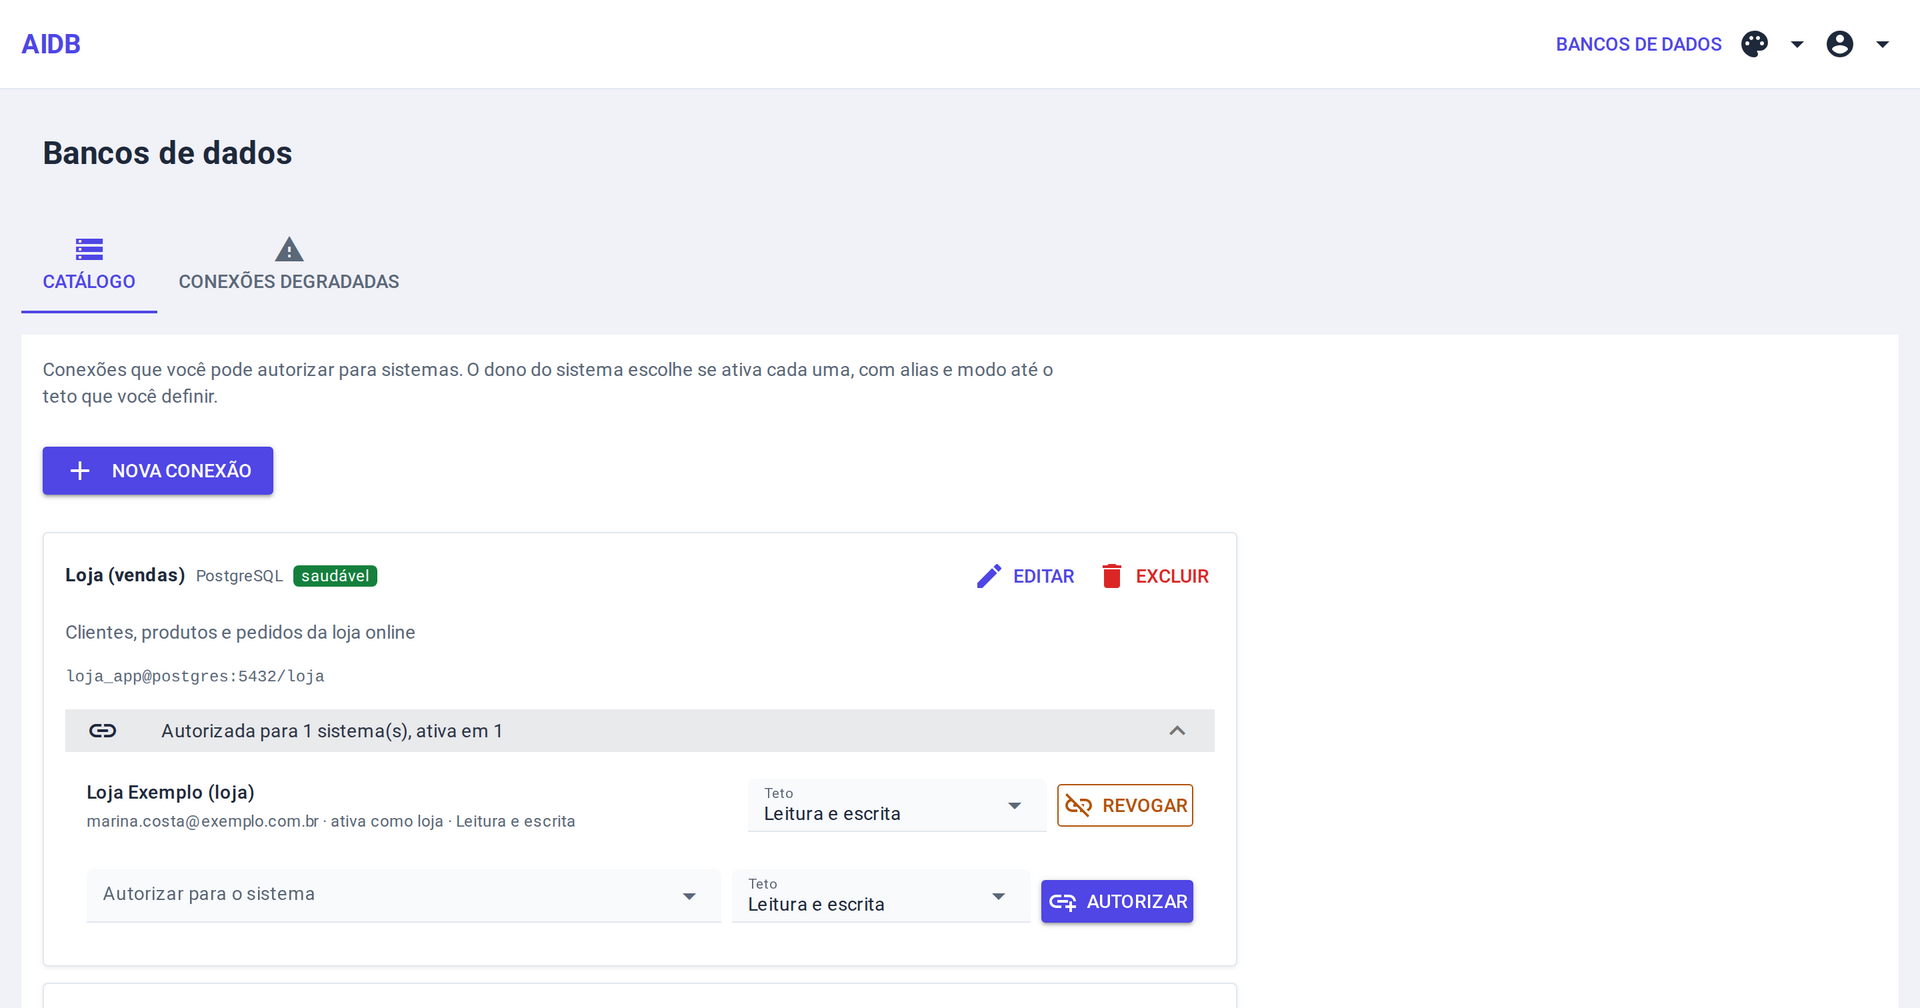 AIDB
BANCOS DE DADOS
Bancos de dados
CATÁLOGO
CONEXÕES DEGRADADAS
Conexões que você pode autorizar para sistemas. O dono do sistema escolhe se ativa cada uma, com alias e modo até o
teto que você definir.
NOVA CONEXÃO
Loja (vendas) PostgreSQL saudável
EDITAR
EXCLUIR
Clientes, produtos e pedidos da loja online
loja_app@postgres:5432/loja
Autorizada para 1 sistema(s), ativa em 1
Loja Exemplo (loja)
marina.costa@exemplo.com.br · ativa como loja · Leitura e escrita
Teto
Leitura e escrita
REVOGAR
Autorizar para o sistema
Teto
Leitura e escrita
AUTORIZAR